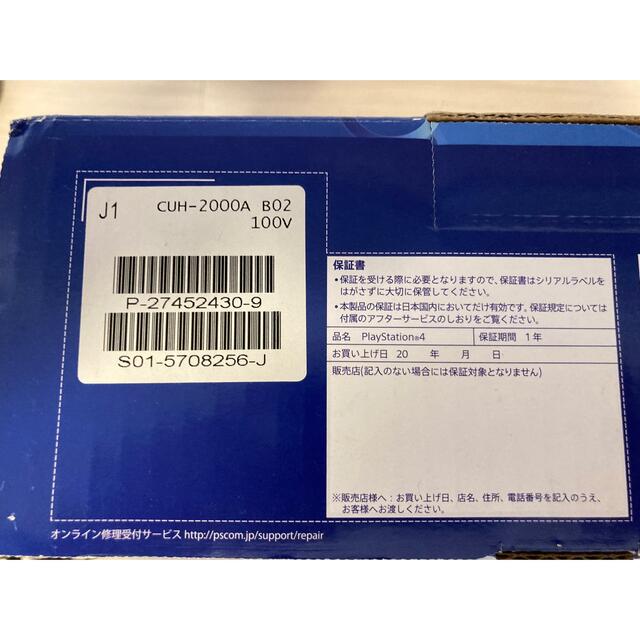 J1 CUH-2000A B02
100V
P-27452430-9
S01-5708256-J
保証書
•保証を受ける際に必要となりますので、保証書はシリアルラベルを
はがさずに大切に保管してください。
•本製品の保証は日本国内においてだけ有効です。保証規定については
付属のアフターサービスのしおりをご覧ください。
品名 PlayStation®4 保証期間 1年
お買い上げ日 20 年 月 日
販売店(記入のない場合には保証対象となりません)
※販売店様へ:お買い上げ日、店名、住所、電話番号を記入のうえ、
お客様へお渡しください。
オンライン修理受付サービス http://pscom.jp/support/repair